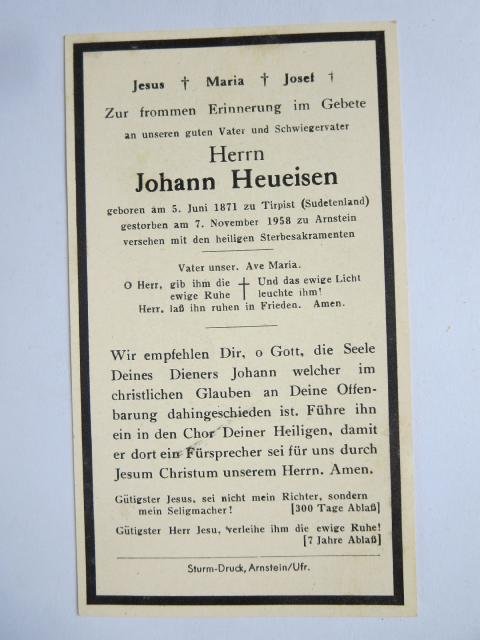 Jesus † Maria † Josef †
Zur frommen Erinnerung im Gebete
an unseren guten Vater und Schwiegervater
Herrn
Johann Heueisen
geboren am 5. Juni 1871 zu Tirpist (Sudetenland)
gestorben am 7. November 1958 zu Arnstein
versehen mit den heiligen Sterbesakramenten
Vater unser. Ave Maria.
O Herr, gib ihm die ewige Ruhe † Und das ewige Licht leuchte ihm!
Herr, laß ihn ruhen in Frieden. Amen.
Wir empfehlen Dir, o Gott, die Seele
Deines Dieners Johann welcher im
christlichen Glauben an Deine Offen-
barung dahingeschieden ist. Führe ihn
ein in den Chor Deiner Heiligen, damit
er dort ein Fürsprecher sei für uns durch
Jesum Christum unserem Herrn. Amen.
Gütigster Jesus, sei nicht mein Richter, sondern
mein Seligmacher! [300 Tage Ablaß]
Gütigster Herr Jesu, verleihe ihm die ewige Ruhe!
[7 Jahre Ablaß]
Sturm-Druck, Arnstein/Ufr.